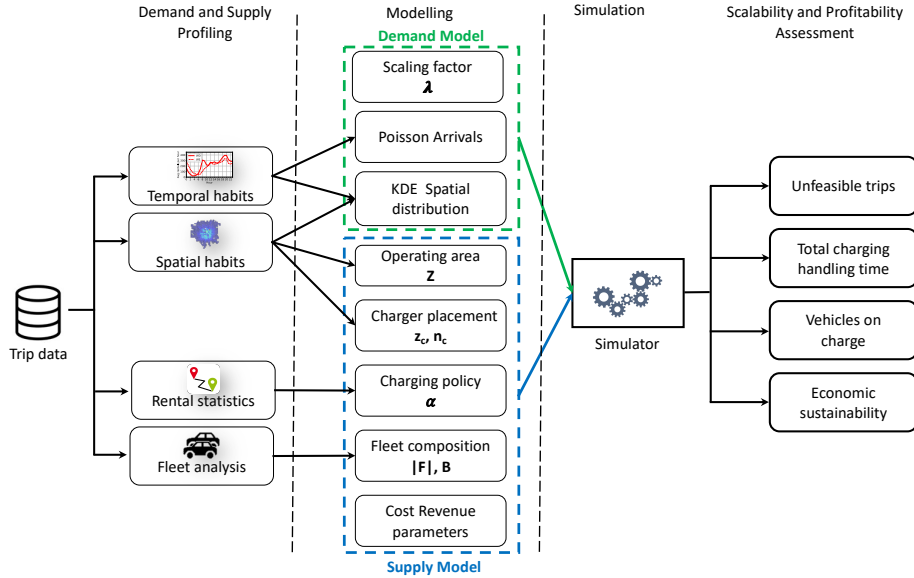 Demand and Supply
Profiling
Modelling
Simulation
Scalability and Profitability
Assessment
Demand Model
Scaling factor
λ
Poisson Arrivals
KDE Spatial
distribution
Temporal habits
Spatial habits
Trip data
Rental statistics
Fleet analysis
Operating area
Z
Charger placement
z_c, n_c
Charging policy
α
Fleet composition
|F|, B
Cost Revenue
parameters
Supply Model
Simulator
Unfeasible trips
Total charging
handling time
Vehicles on
charge
Economic
sustainability